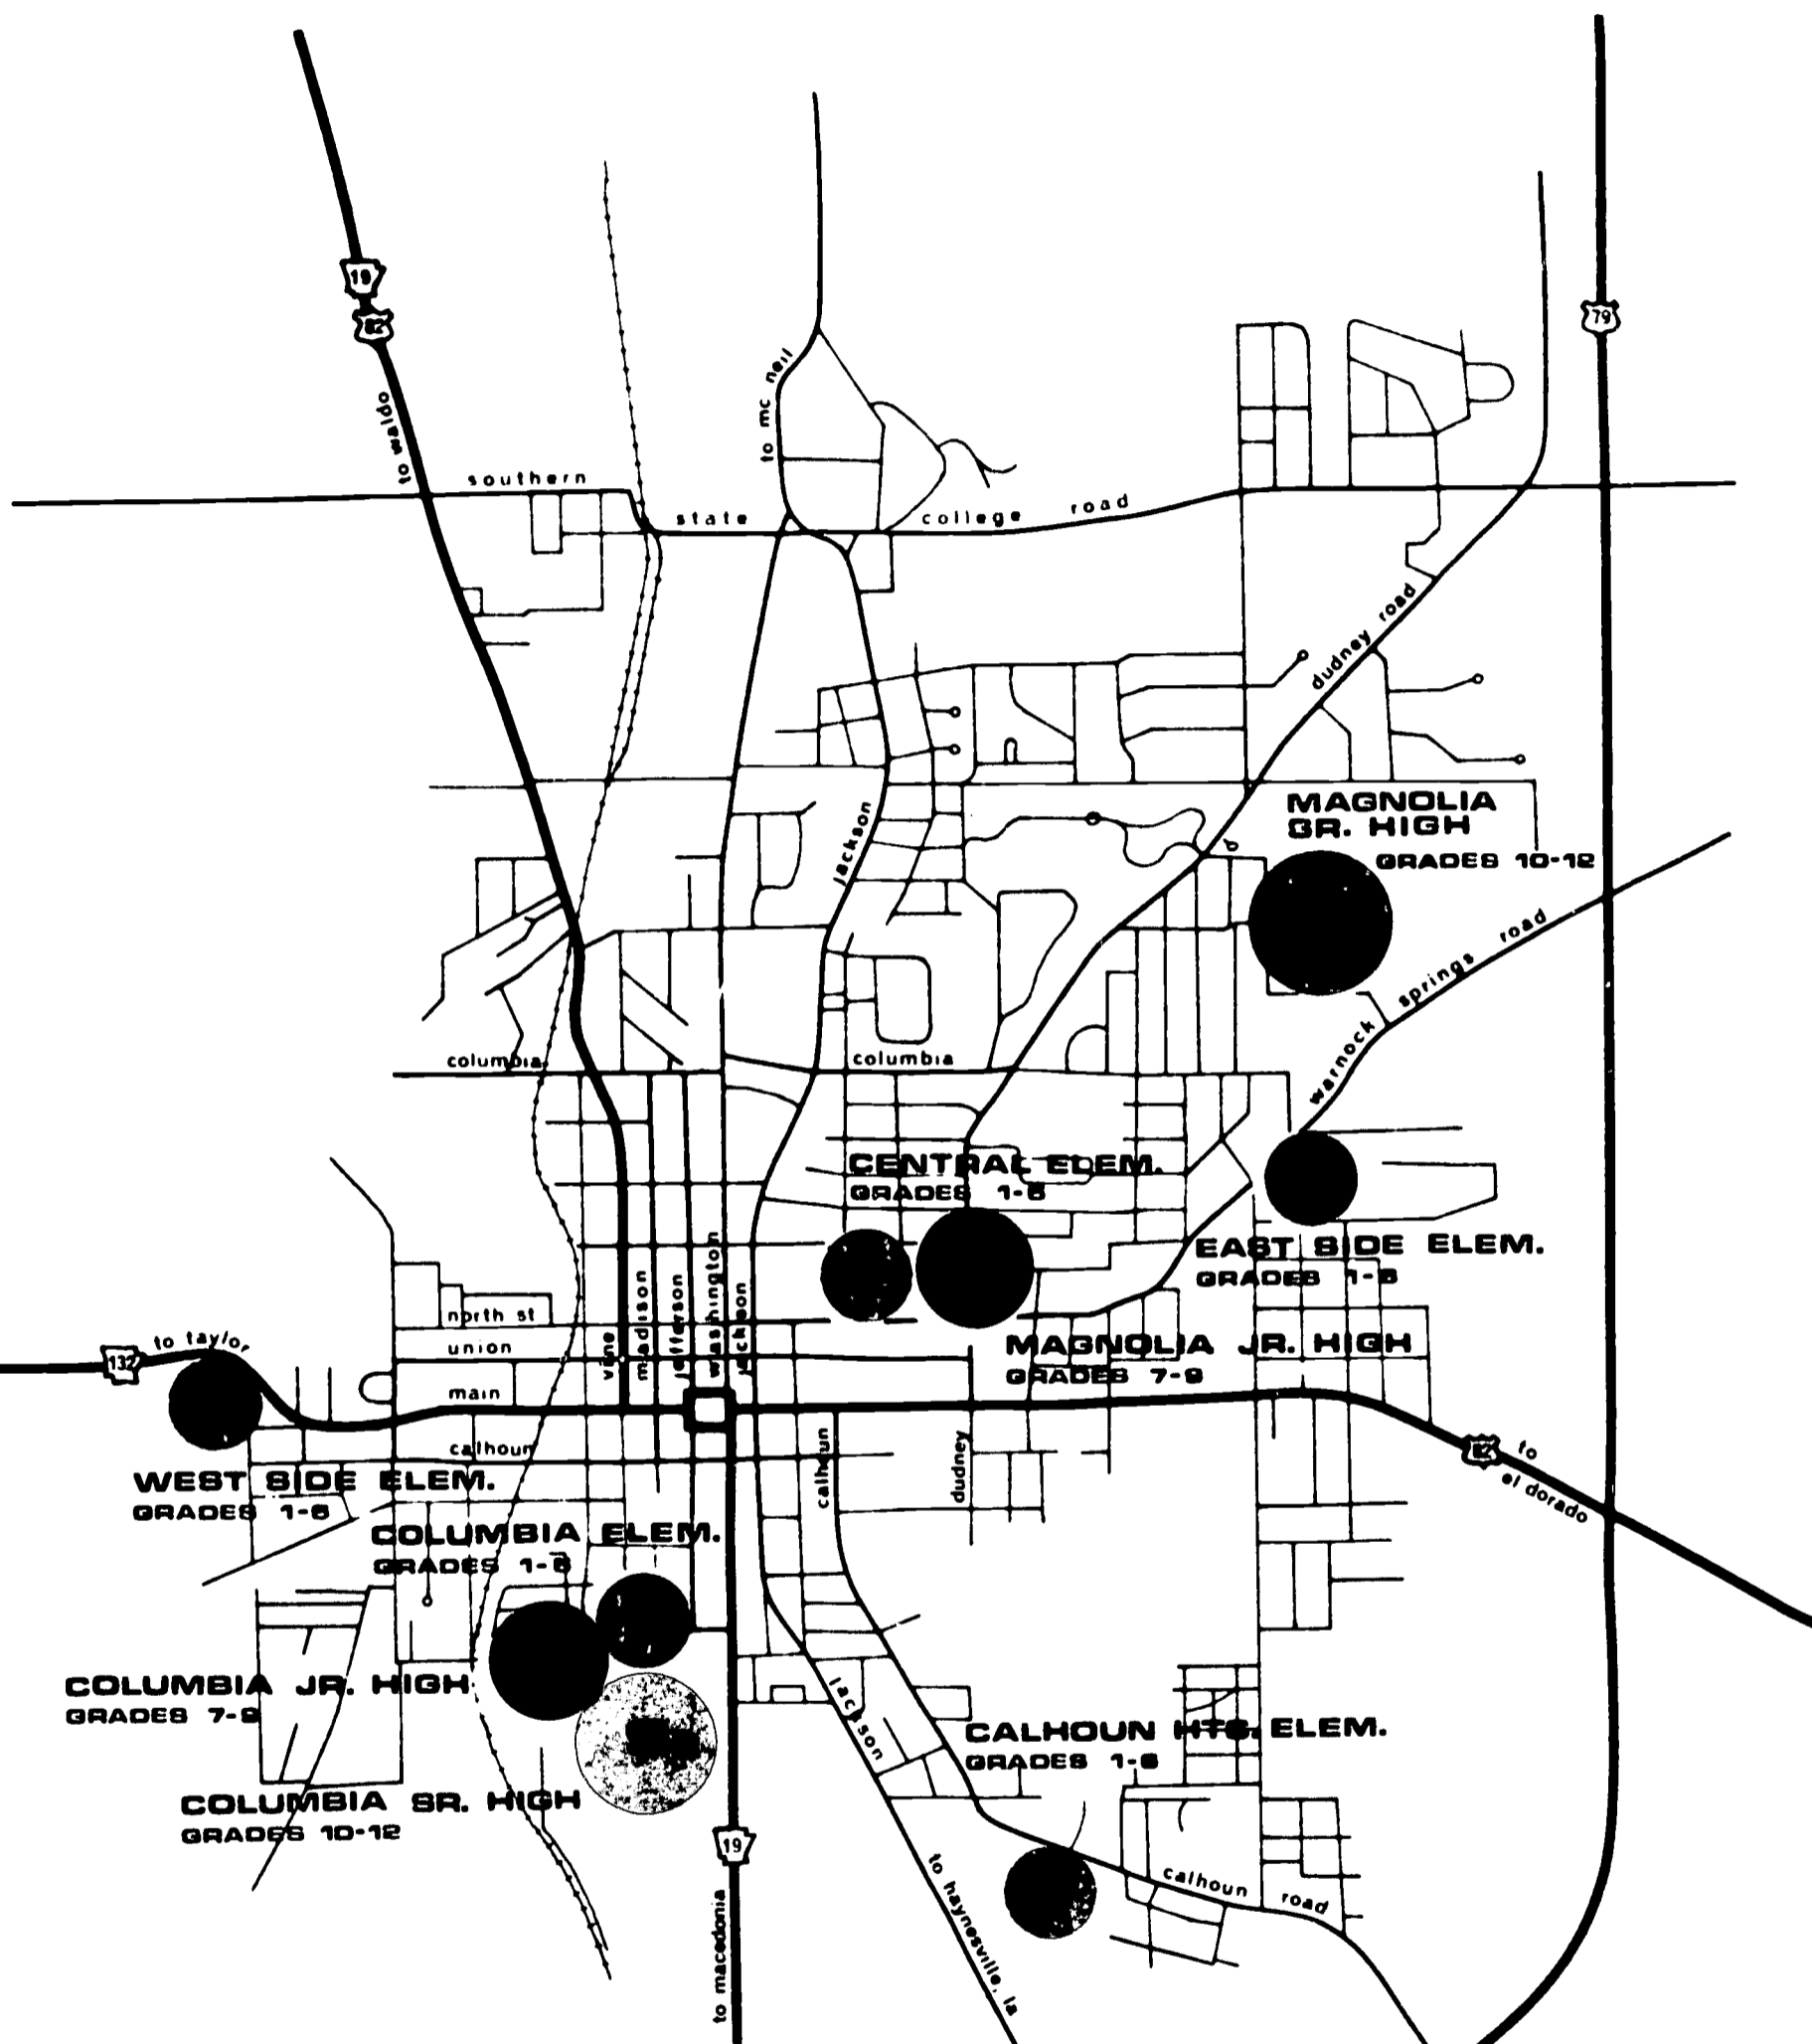 19
82
79
to waldo
to mc neil
southern
state college road
dudney road
MAGNOLIA
SR. HIGH
GRADES 10-12
jackson
warnock springs road
columbia
columbia
CENTRAL ELEM.
GRADES 1-6
EAST SIDE ELEM.
GRADES 1-6
vine
madison
jefferson
washington
jackson
north st
union
132
to taylor
MAGNOLIA JR. HIGH
GRADES 7-9
main
calhoun
calhoun
dudney
82
to
el dorado
WEST SIDE ELEM.
GRADES 1-6
COLUMBIA ELEM.
GRADES 1-6
COLUMBIA JR. HIGH
GRADES 7-9
jackson
CALHOUN HTS. ELEM.
GRADES 1-6
COLUMBIA SR. HIGH
GRADES 10-12
19
to macedonia
to haynesville, la
calhoun road